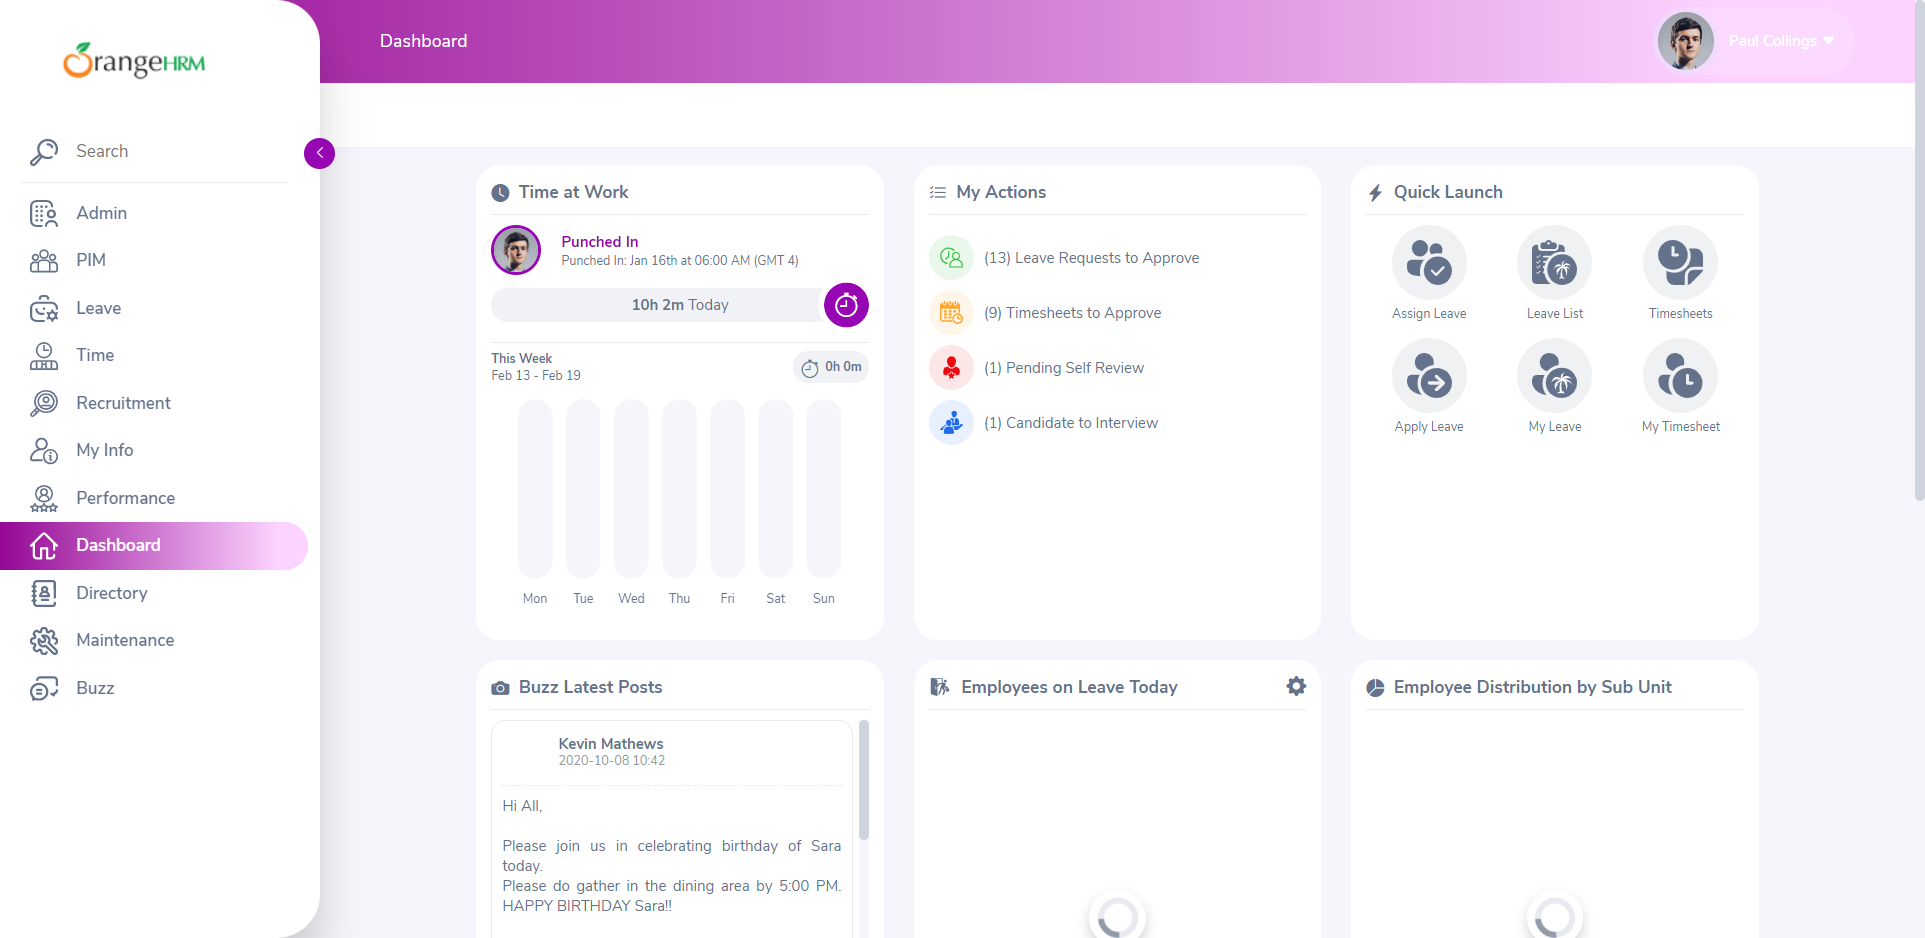 OrangeHRM
Search
Admin
PIM
Leave
Time
Recruitment
My Info
Performance
Dashboard
Directory
Maintenance
Buzz
Dashboard
Paul Collings
Time at Work
Punched In
Punched In: Jan 16th at 06:00 AM (GMT 4)
10h 2m Today
This Week
Feb 13 - Feb 19
0h 0m
Mon Tue Wed Thu Fri Sat Sun
My Actions
(13) Leave Requests to Approve
(9) Timesheets to Approve
(1) Pending Self Review
(1) Candidate to Interview
Quick Launch
Assign Leave Leave List Timesheets
Apply Leave My Leave My Timesheet
Buzz Latest Posts
Kevin Mathews
2020-10-08 10:42
Hi All,
Please join us in celebrating birthday of Sara
today.
Please do gather in the dining area by 5:00 PM.
HAPPY BIRTHDAY Sara!!
Employees on Leave Today
Employee Distribution by Sub Unit